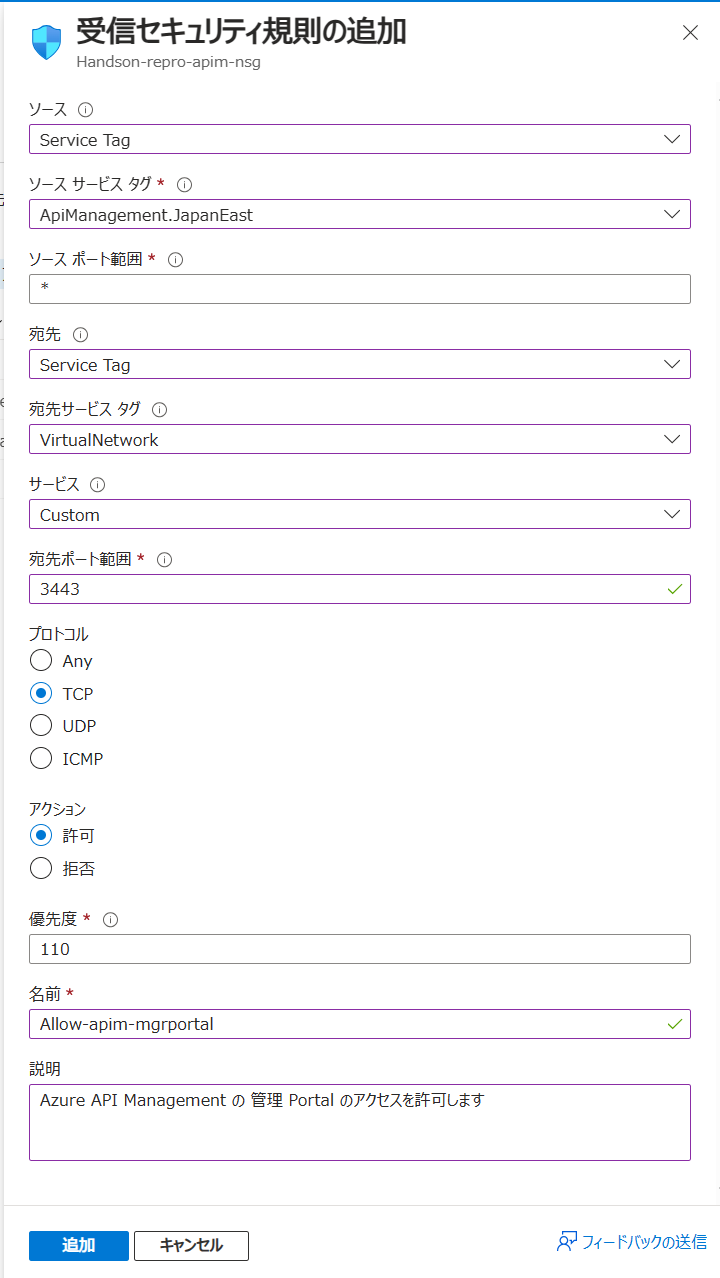 受信セキュリティ規則の追加
Handson-repro-apim-nsg
ソース
Service Tag
ソース サービス タグ *
ApiManagement.JapanEast
ソース ポート範囲 *
*
宛先
Service Tag
宛先サービス タグ
VirtualNetwork
サービス
Custom
宛先ポート範囲 *
3443
プロトコル
Any
TCP
UDP
ICMP
アクション
許可
拒否
優先度 *
110
名前 *
Allow-apim-mgrportal
説明
Azure API Management の 管理 Portal のアクセスを許可します
追加 キャンセル フィードバックの送信